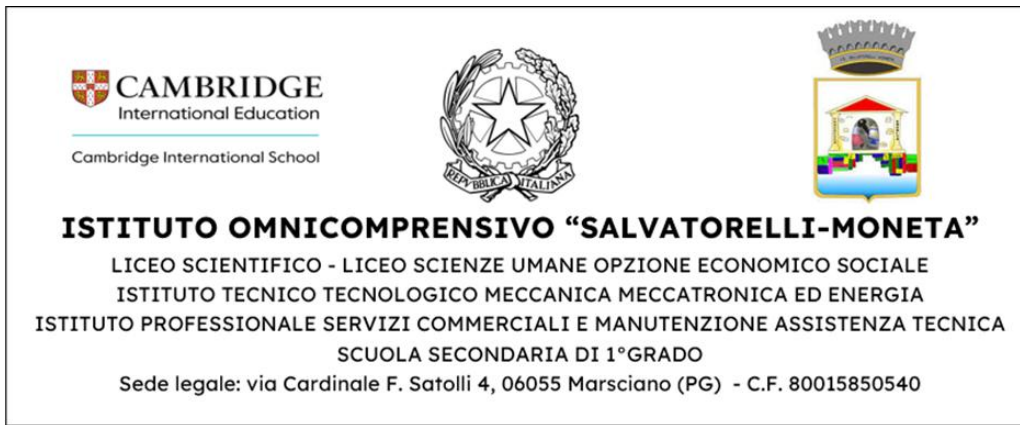 CAMBRIDGE
International Education
Cambridge International School
REPVBBLICA ITALIANA
ISTITUTO OMNICOMPRENSIVO “SALVATORELLI-MONETA”
LICEO SCIENTIFICO - LICEO SCIENZE UMANE OPZIONE ECONOMICO SOCIALE
ISTITUTO TECNICO TECNOLOGICO MECCANICA MECCATRONICA ED ENERGIA
ISTITUTO PROFESSIONALE SERVIZI COMMERCIALI E MANUTENZIONE ASSISTENZA TECNICA
SCUOLA SECONDARIA DI 1°GRADO
Sede legale: via Cardinale F. Satolli 4, 06055 Marsciano (PG) - C.F. 80015850540